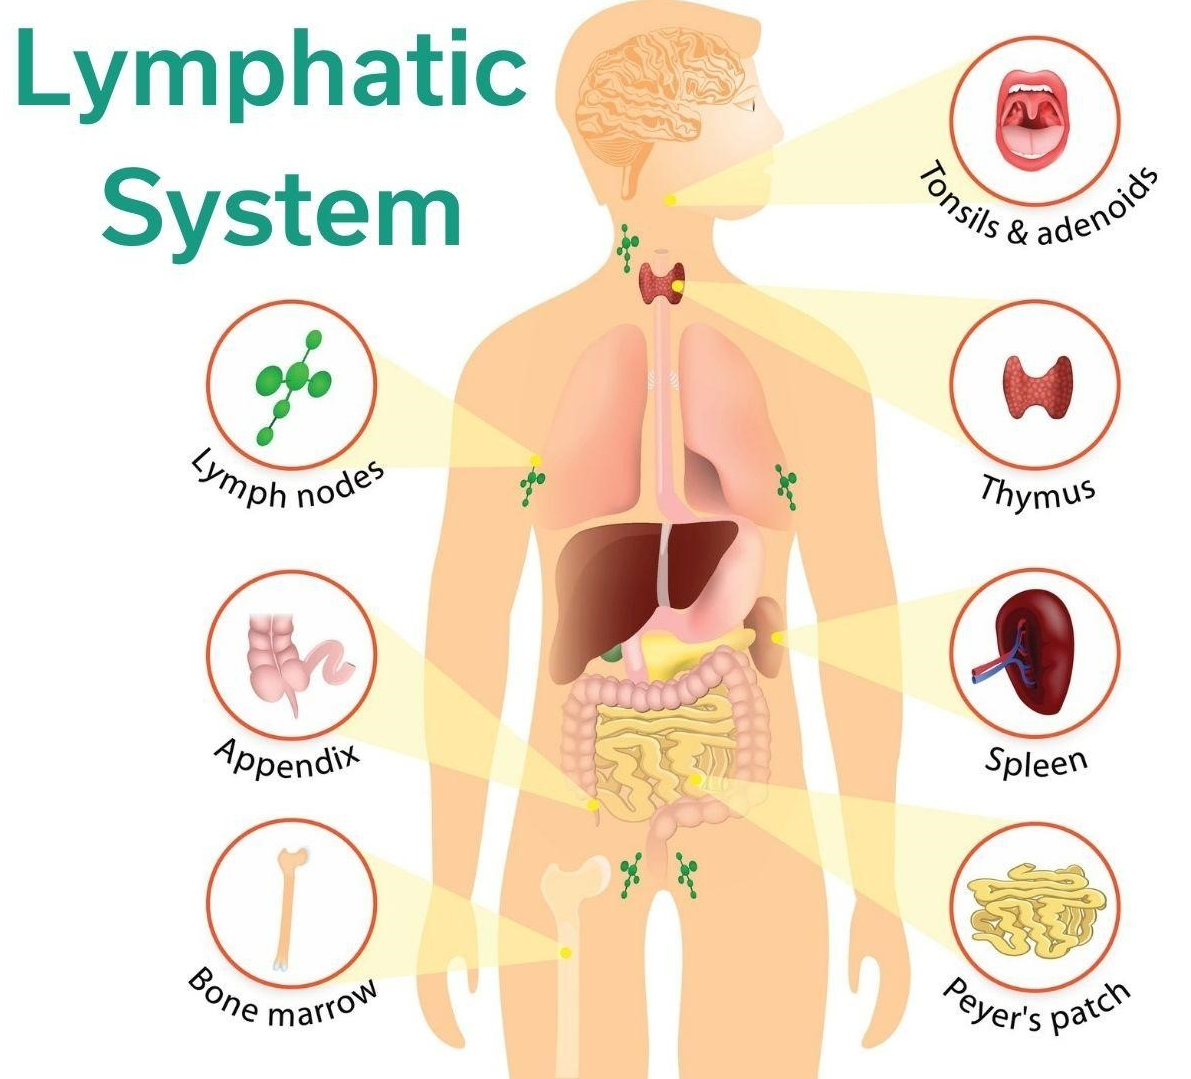 Lymphatic
System
Tonsils & adenoids
Lymph nodes
Thymus
Appendix
Spleen
Bone marrow
Peyer's patch